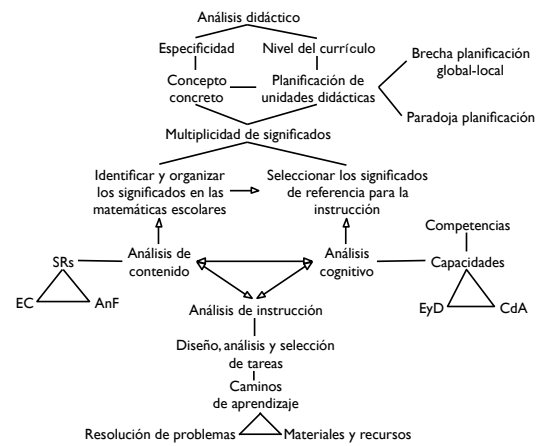 Análisis didáctico
Especificidad
Nivel del currículo
Brecha planificación
global-local
Concepto
concreto
Planificación de
unidades didácticas
Paradoja planificación
Multiplicidad de significados
Identificar y organizar
los significados en las
matemáticas escolares
Seleccionar los significados
de referencia para la
instrucción
Competencias
SRs
Análisis de
contenido
Análisis
cognitivo
Capacidades
EC
AnF
EyD
CdA
Análisis de instrucción
Diseño, análisis y selección
de tareas
Caminos
de aprendizaje
Resolución de problemas
Materiales y recursos